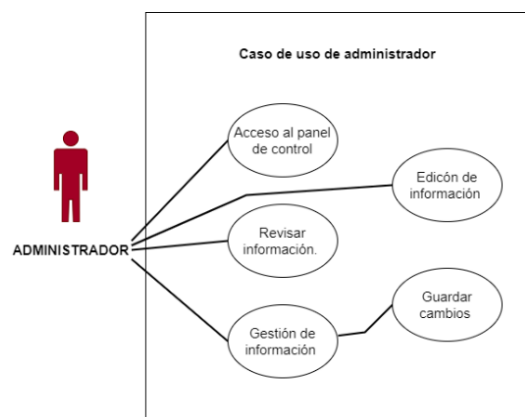 Caso de uso de administrador
Acceso al panel
de control
Edicón de
información
ADMINISTRADOR
Revisar
información.
Guardar
cambios
Gestión de
información